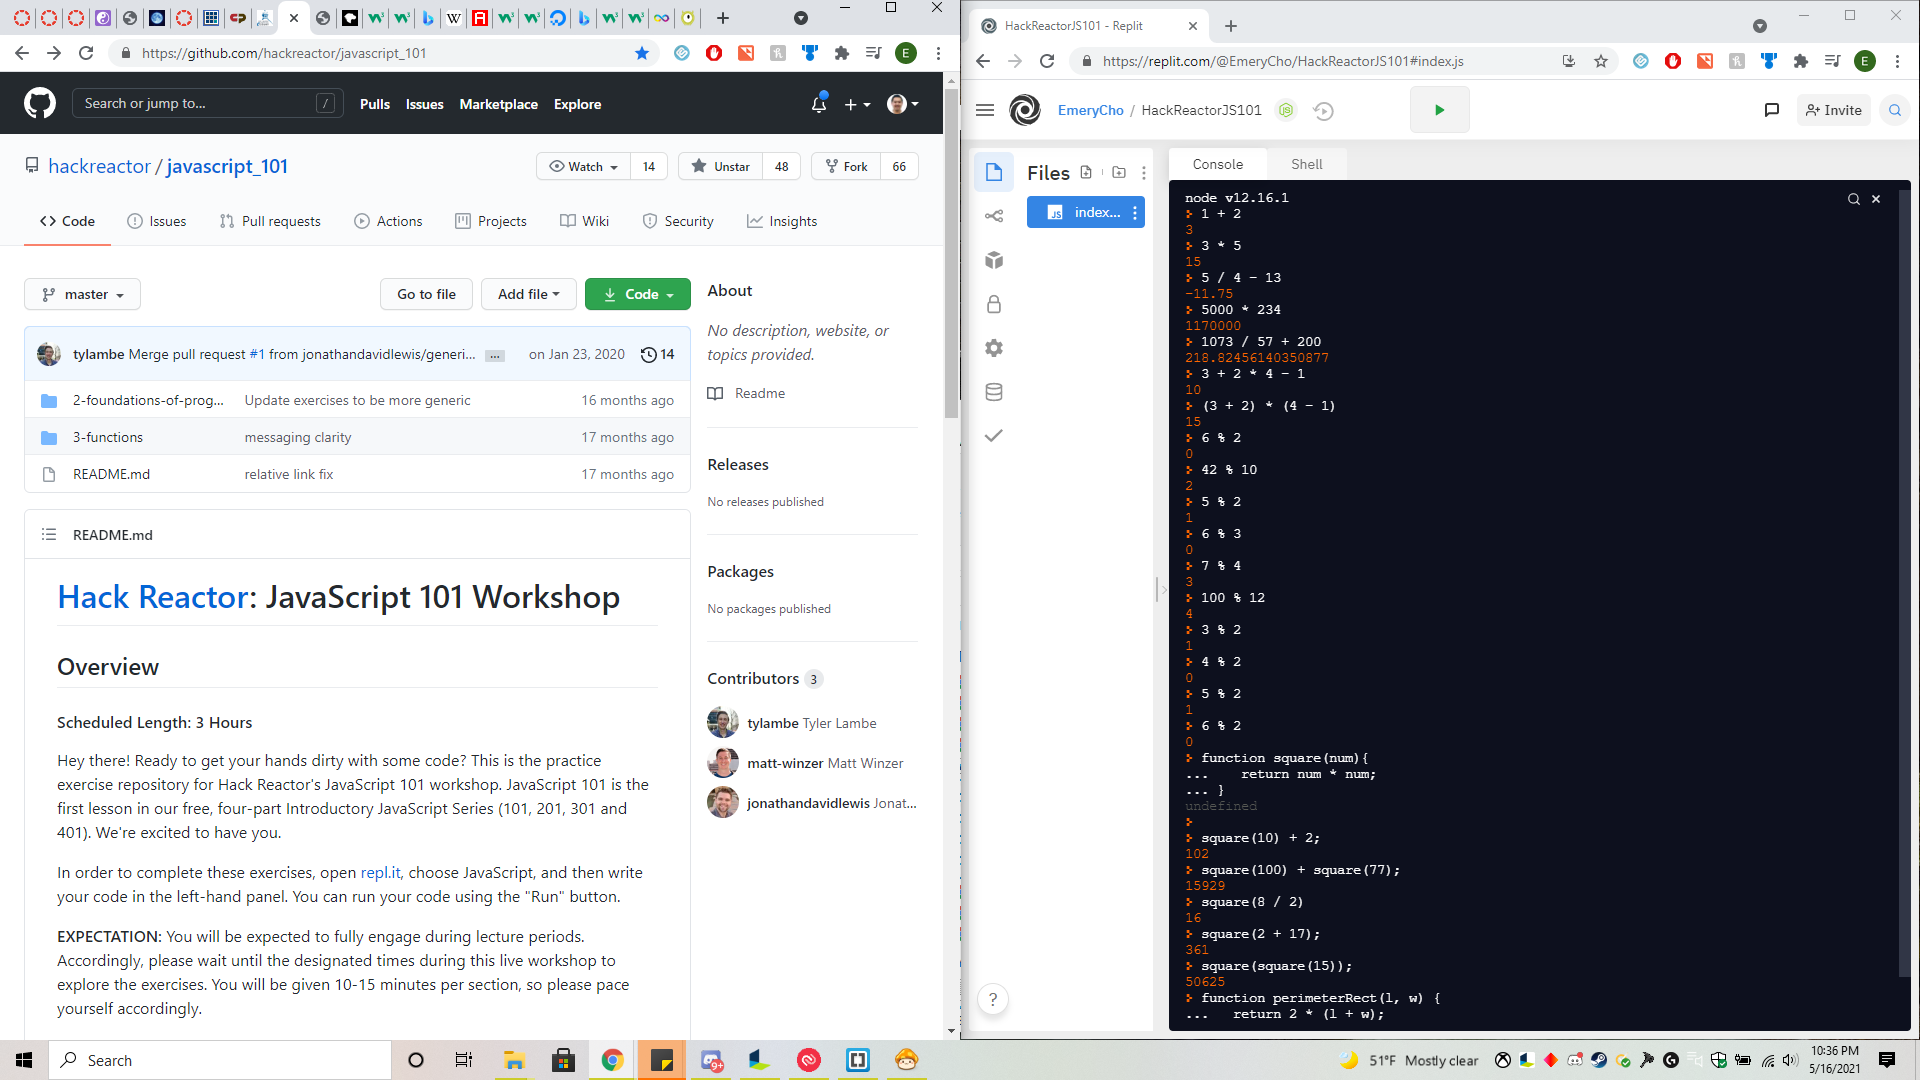 https://github.com/hackreactor/javascript_101
E
Search or jump to...
/
Pulls
Issues
Marketplace
Explore
hackreactor / javascript_101
Watch
14
Unstar
48
Fork
66
Code
Issues
Pull requests
Actions
Projects
Wiki
Security
Insights
master
Go to file
Add file
Code
tylambe Merge pull request #1 from jonathandavidlewis/generi...
...
on Jan 23, 2020
14
2-foundations-of-prog...
Update exercises to be more generic
16 months ago
3-functions
messaging clarity
17 months ago
README.md
relative link fix
17 months ago
README.md
Hack Reactor: JavaScript 101 Workshop
Overview
Scheduled Length: 3 Hours
Hey there! Ready to get your hands dirty with some code? This is the practice
exercise repository for Hack Reactor's JavaScript 101 workshop. JavaScript 101 is the
first lesson in our free, four-part Introductory JavaScript Series (101, 201, 301 and
401). We're excited to have you.
In order to complete these exercises, open repl.it, choose JavaScript, and then write
your code in the left-hand panel. You can run your code using the "Run" button.
EXPECTATION: You will be expected to fully engage during lecture periods.
Accordingly, please wait until the designated times during this live workshop to
explore the exercises. You will be given 10-15 minutes per section, so please pace
yourself accordingly.
About
No description, website, or
topics provided.
Readme
Releases
No releases published
Packages
No packages published
Contributors 3
tylambe Tyler Lambe
matt-winzer Matt Winzer
jonathandavidlewis Jonat...
HackReactorJS101 - Replit
https://replit.com/@EmeryCho/HackReactorJS101#index.js
E
EmeryCho / HackReactorJS101
Invite
Files
JS index...
?
Console
Shell
node v12.16.1
1 + 2
3
3 * 5
15
5 / 4 - 13
-11.75
5000 * 234
1170000
1073 / 57 + 200
218.82456140350877
3 + 2 * 4 - 1
10
(3 + 2) * (4 - 1)
15
6 % 2
0
42 % 10
2
5 % 2
1
6 % 3
0
7 % 4
3
100 % 12
4
3 % 2
1
4 % 2
0
5 % 2
1
6 % 2
0
function square(num){
... return num * num;
... }
undefined
square(10) + 2;
102
square(100) + square(77);
15929
square(8 / 2)
16
square(2 + 17);
361
square(square(15));
50625
function perimeterRect(l, w) {
... return 2 * (l + w);
Search
9+
51°F Mostly clear
10:36 PM
5/16/2021